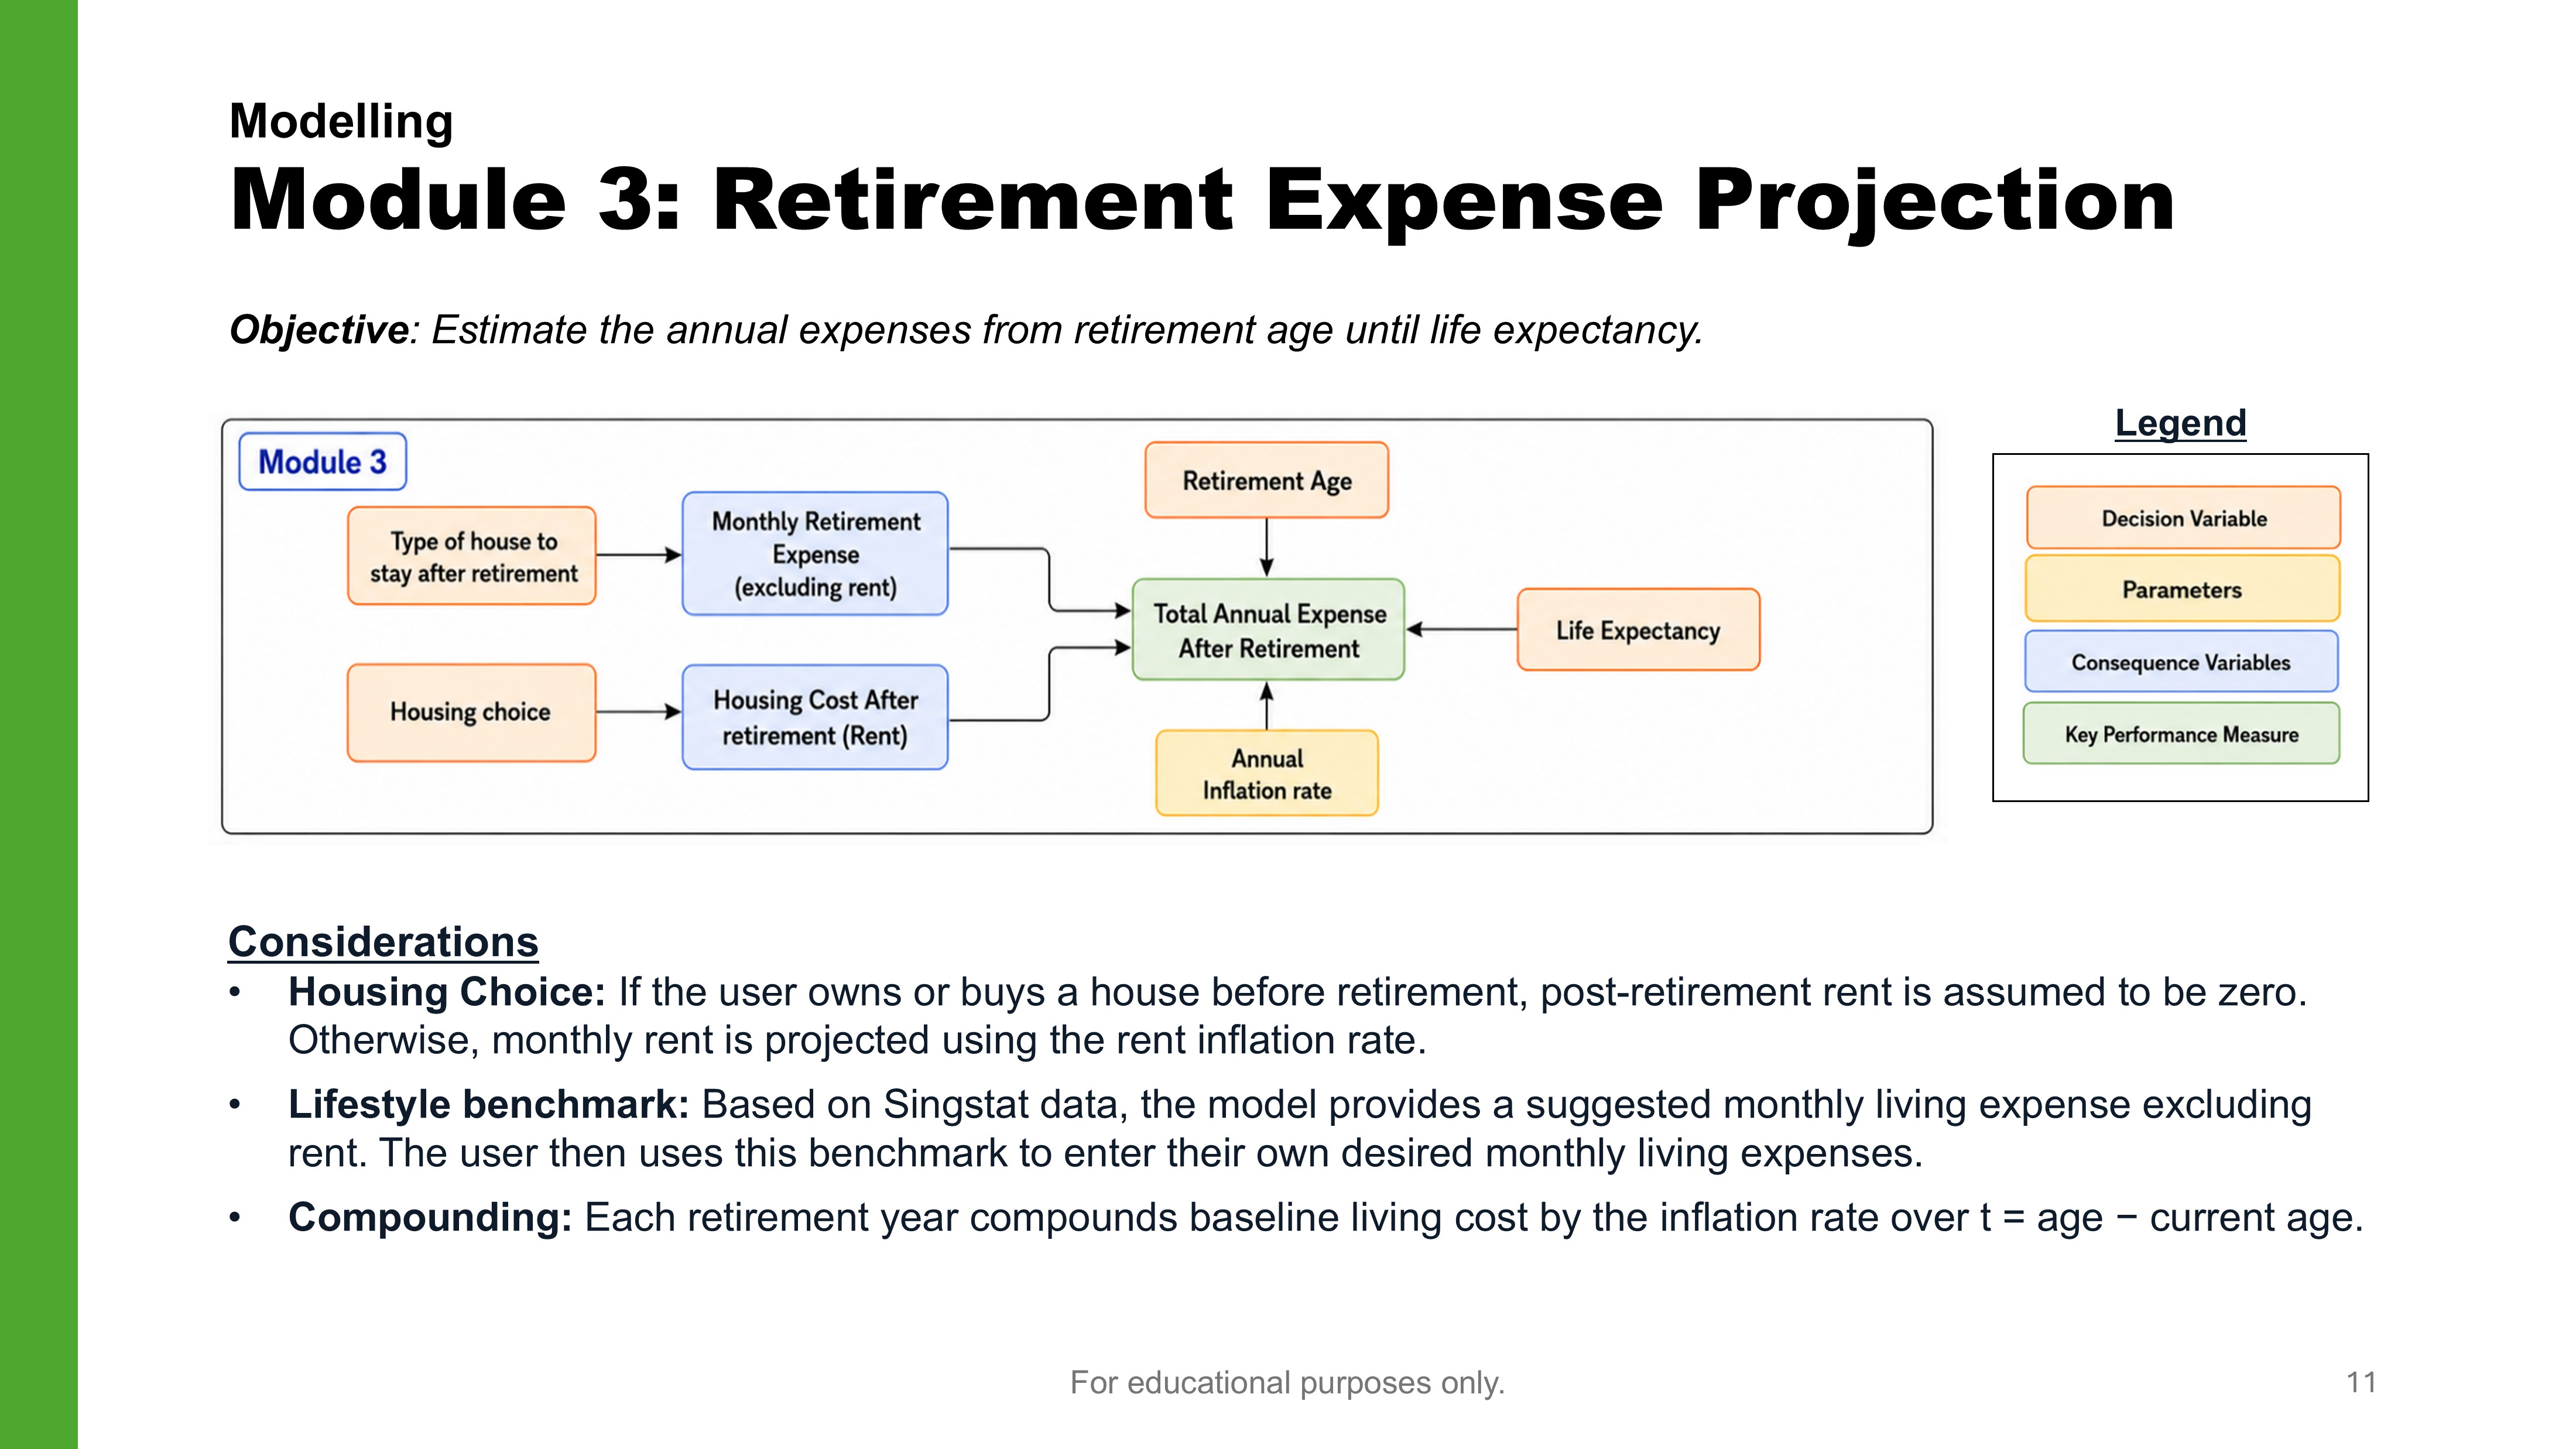 Modelling
Module 3: Retirement Expense Projection
Objective: Estimate the annual expenses from retirement age until life expectancy.
Module 3
Type of house to
stay after retirement
Monthly Retirement
Expense
(excluding rent)
Retirement Age
Total Annual Expense
After Retirement
Life Expectancy
Housing choice
Housing Cost After
retirement (Rent)
Annual
Inflation rate
Legend
Decision Variable
Parameters
Consequence Variables
Key Performance Measure
Considerations
• Housing Choice: If the user owns or buys a house before retirement, post-retirement rent is assumed to be zero.
Otherwise, monthly rent is projected using the rent inflation rate.
• Lifestyle benchmark: Based on Singstat data, the model provides a suggested monthly living expense excluding
rent. The user then uses this benchmark to enter their own desired monthly living expenses.
• Compounding: Each retirement year compounds baseline living cost by the inflation rate over t = age − current age.
For educational purposes only.
11